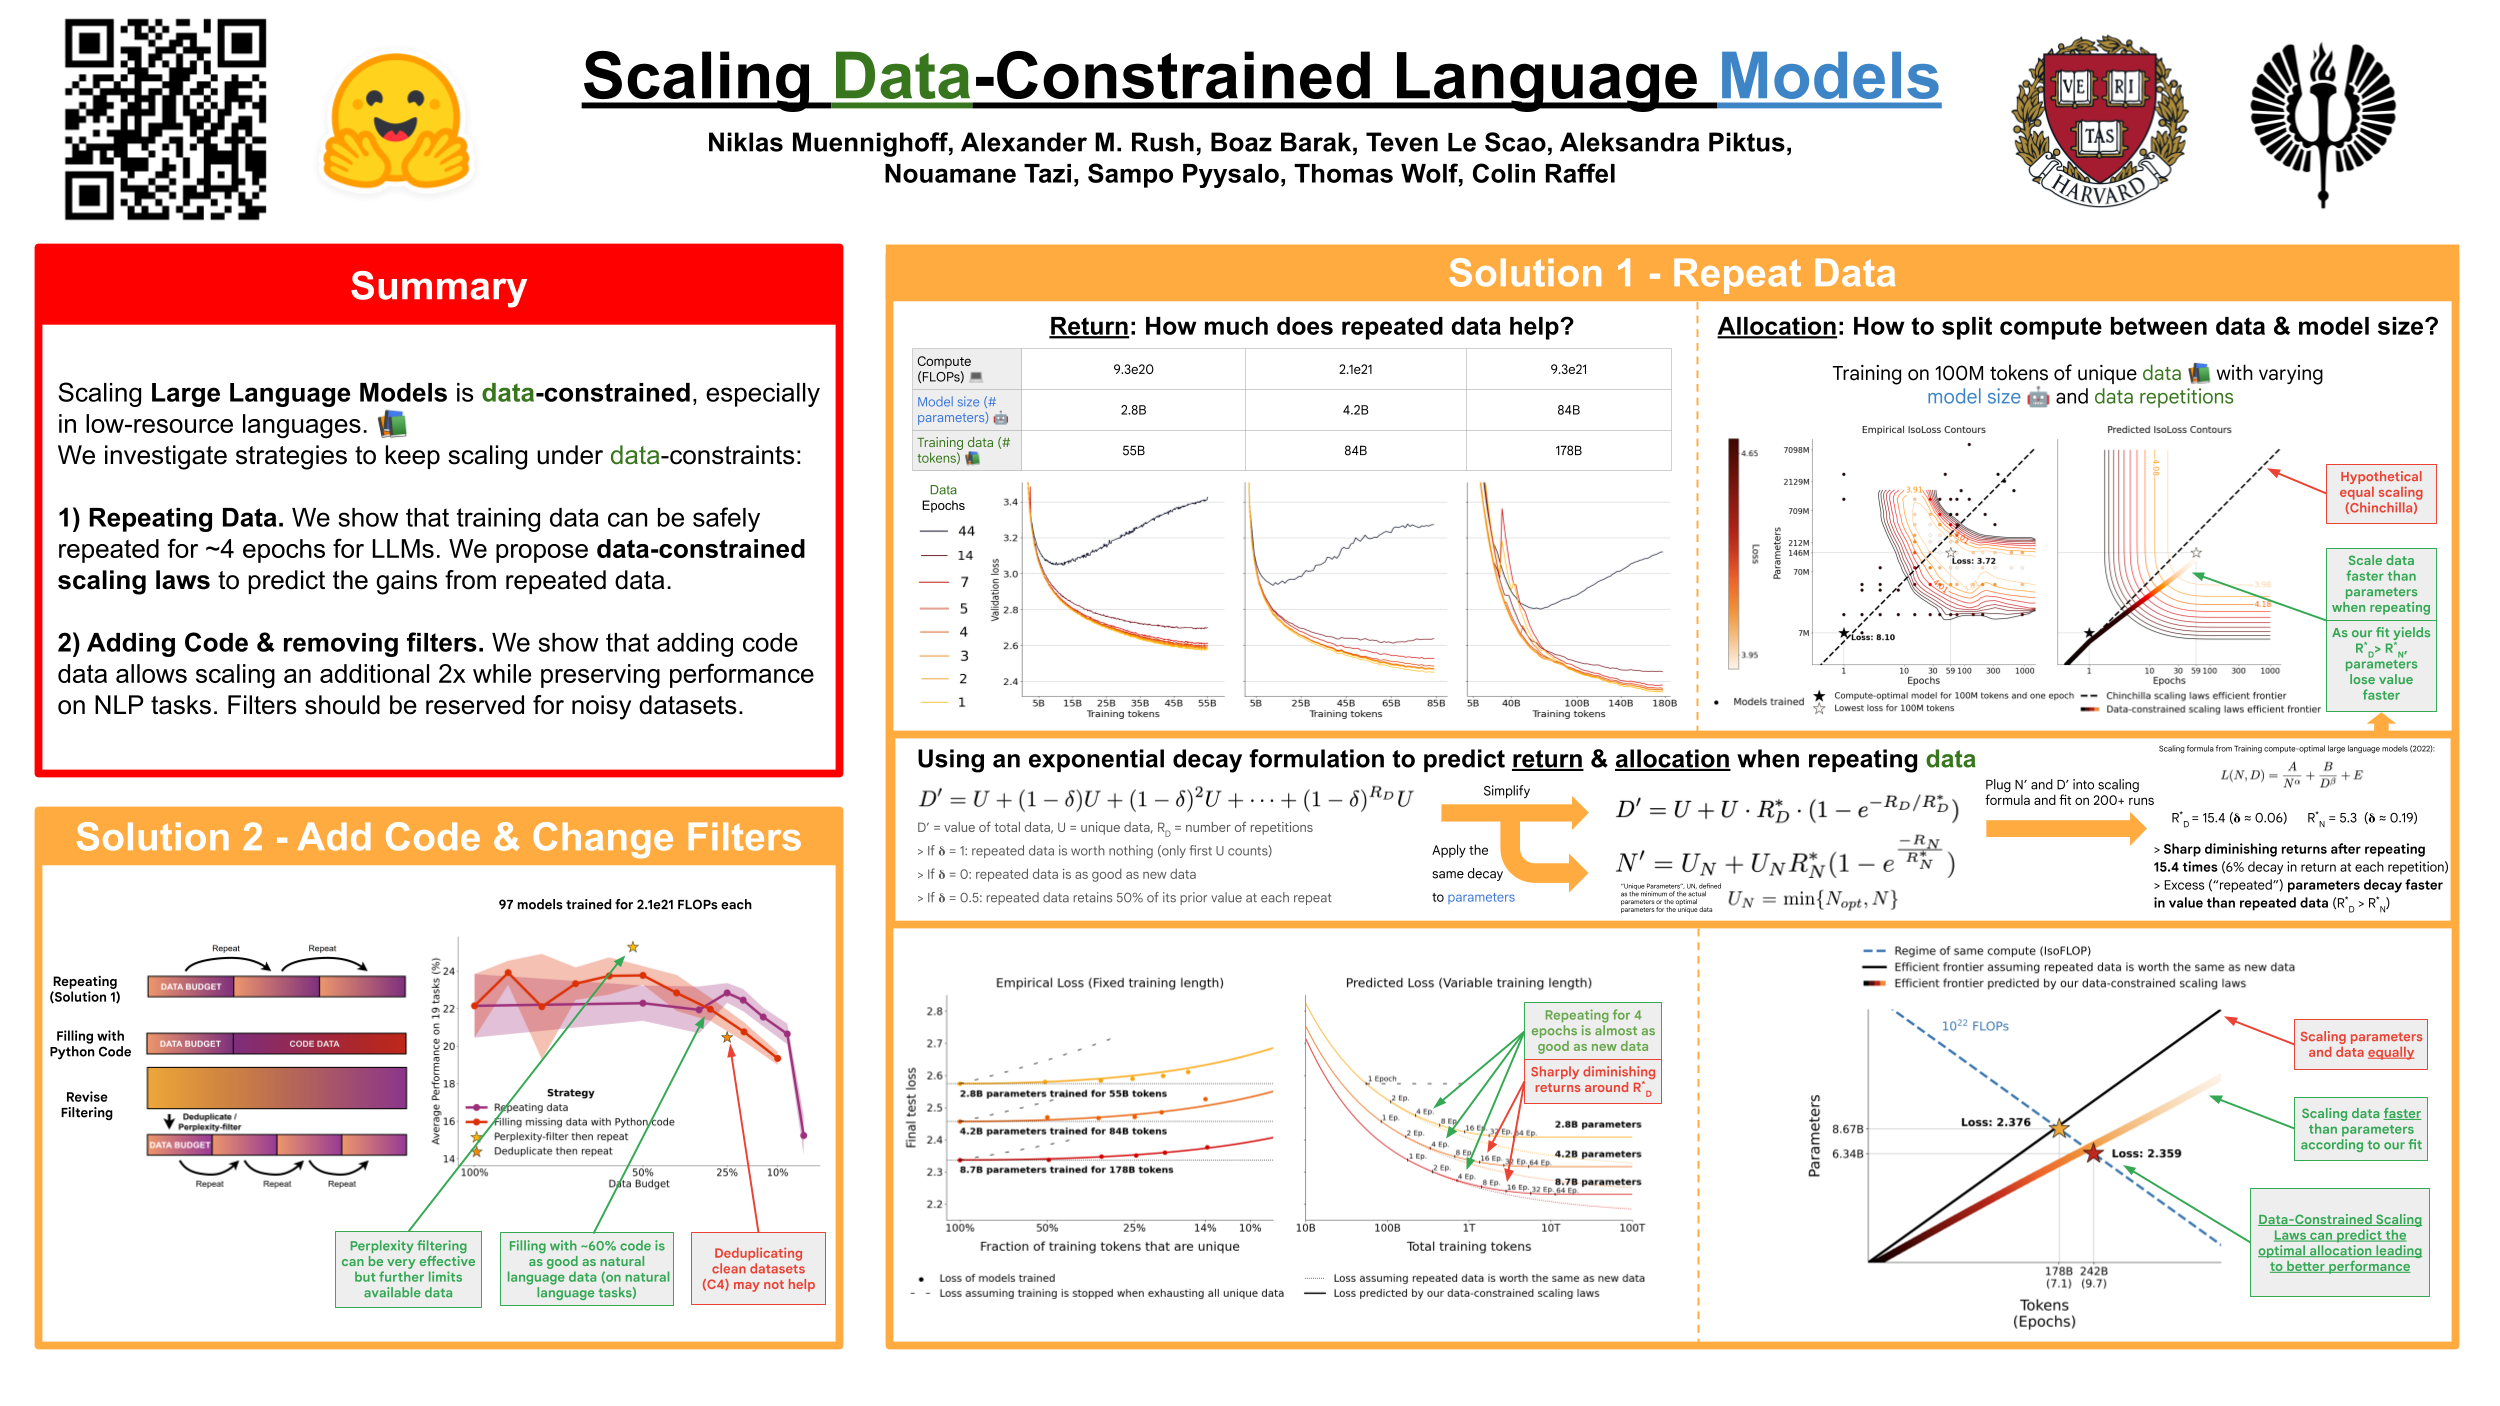 Scaling Data-Constrained Language Models
Niklas Muennighoff, Alexander M. Rush, Boaz Barak, Teven Le Scao, Aleksandra Piktus,
Nouamane Tazi, Sampo Pyysalo, Thomas Wolf, Colin Raffel
VE RI
TAS
HARVARD
Summary
Scaling Large Language Models is data-constrained, especially
in low-resource languages. 📚
We investigate strategies to keep scaling under data-constraints:
1) Repeating Data. We show that training data can be safely
repeated for ~4 epochs for LLMs. We propose data-constrained
scaling laws to predict the gains from repeated data.
2) Adding Code & removing filters. We show that adding code
data allows scaling an additional 2x while preserving performance
on NLP tasks. Filters should be reserved for noisy datasets.
Solution 2 - Add Code & Change Filters
97 models trained for 2.1e21 FLOPs each
Repeat Repeat
Repeating
(Solution 1)
DATA BUDGET
Filling with
Python Code
DATA BUDGET CODE DATA
Revise
Filtering
Deduplicate /
Perplexity-filter
DATA BUDGET
Repeat Repeat Repeat
Average Performance on 19 tasks (%)
24
22
20
18
16
14
Strategy
Repeating data
Filling missing data with Python code
Perplexity-filter then repeat
Deduplicate then repeat
100% 50% 25% 10%
Data Budget
Perplexity filtering
can be very effective
but further limits
available data
Filling with ~60% code is
as good as natural
language data (on natural
language tasks)
Deduplicating
clean datasets
(C4) may not help
Solution 1 - Repeat Data
Return: How much does repeated data help?
Compute
(FLOPs) 💻 9.3e20 2.1e21 9.3e21
Model size (#
parameters) 🤖 2.8B 4.2B 84B
Training data (#
tokens) 📚 55B 84B 178B
Data
Epochs
44
14
7
5
4
3
2
1
Validation loss
3.4
3.2
3.0
2.8
2.6
2.4
5B 15B 25B 35B 45B 55B
Training tokens
5B 25B 45B 65B 85B
Training tokens
5B 40B 100B 140B 180B
Training tokens
Allocation: How to split compute between data & model size?
Training on 100M tokens of unique data 📚 with varying
model size 🤖 and data repetitions
Empirical IsoLoss Contours
Predicted IsoLoss Contours
4.65
Loss
3.95
Parameters
7098M
2129M
709M
212M
146M
70M
7M
3.91
Loss: 3.72
Loss: 8.10
1 10 30 59 100 300 1000
Epochs
4.08
3.98
4.18
1 10 30 59 100 300 1000
Epochs
Models trained
Compute-optimal model for 100M tokens and one epoch
Lowest loss for 100M tokens
Chinchilla scaling laws efficient frontier
Data-constrained scaling laws efficient frontier
Hypothetical
equal scaling
(Chinchilla)
Scale data
faster than
parameters
when repeating
As our fit yields
R*_D > R*_N,
parameters
lose value
faster
Using an exponential decay formulation to predict return & allocation when repeating data
D′ = U + (1 − δ)U + (1 − δ)²U + ⋯ + (1 − δ)^{R_D}U
D’ = value of total data, U = unique data, R_D = number of repetitions
> If δ = 1: repeated data is worth nothing (only first U counts)
> If δ = 0: repeated data is as good as new data
> If δ = 0.5: repeated data retains 50% of its prior value at each repeat
Simplify
Apply the
same decay
to parameters
D′ = U + U · R*_D · (1 − e^{−R_D/R*_D})
N′ = U_N + U_N R*_N (1 − e^{−R_N/R*_N})
"Unique Parameters", UN, defined
as the minimum of the actual
parameters or the optimal
parameters for the unique data
U_N = min{N_opt, N}
Plug N’ and D’ into scaling
formula and fit on 200+ runs
Scaling formula from Training compute-optimal large language models (2022):
L(N, D) = A/N^α + B/D^β + E
R*_D = 15.4 (δ ≈ 0.06) R*_N = 5.3 (δ ≈ 0.19)
> Sharp diminishing returns after repeating
15.4 times (6% decay in return at each repetition)
> Excess (“repeated”) parameters decay faster
in value than repeated data (R*_D > R*_N)
Empirical Loss (Fixed training length)
Final test loss
2.8
2.7
2.6
2.5
2.4
2.3
2.2
2.8B parameters trained for 55B tokens
4.2B parameters trained for 84B tokens
8.7B parameters trained for 178B tokens
100% 50% 25% 14% 10%
Fraction of training tokens that are unique
Predicted Loss (Variable training length)
1 Epoch
2 Ep. 4 Ep. 8 Ep. 16 Ep. 32 Ep. 64 Ep.
2.8B parameters
1 Ep. 2 Ep. 4 Ep. 8 Ep. 16 Ep. 32 Ep. 64 Ep.
4.2B parameters
1 Ep. 2 Ep. 4 Ep. 8 Ep. 16 Ep. 32 Ep. 64 Ep.
8.7B parameters
10B 100B 1T 10T 100T
Total training tokens
Repeating for 4
epochs is almost as
good as new data
Sharply diminishing
returns around R*_D
Loss of models trained
Loss assuming training is stopped when exhausting all unique data
Loss assuming repeated data is worth the same as new data
Loss predicted by our data-constrained scaling laws
Regime of same compute (IsoFLOP)
Efficient frontier assuming repeated data is worth the same as new data
Efficient frontier predicted by our data-constrained scaling laws
10²² FLOPs
Parameters
8.67B
6.34B
Loss: 2.376
Loss: 2.359
178B 242B
(7.1) (9.7)
Tokens
(Epochs)
Scaling parameters
and data equally
Scaling data faster
than parameters
according to our fit
Data-Constrained Scaling
Laws can predict the
optimal allocation leading
to better performance